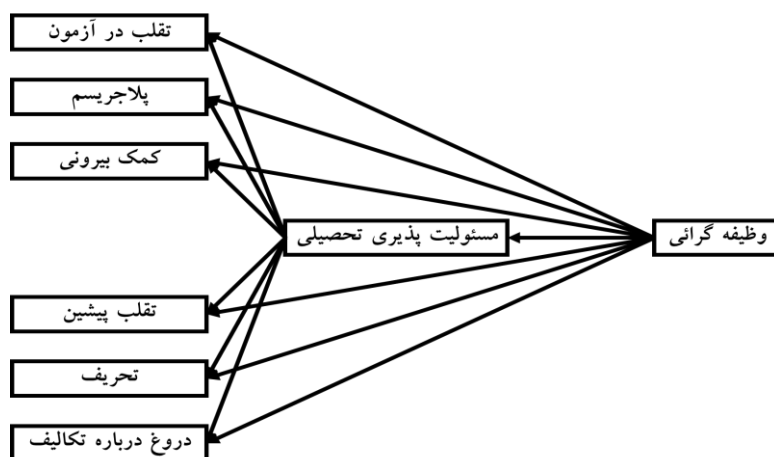 تقلب در آزمون
پلاجریسم
کمک بیرونی
وظیفه گرائی
مسئولیت پذیری تحصیلی
تقلب پیشین
تحریف
دروغ درباره تکالیف